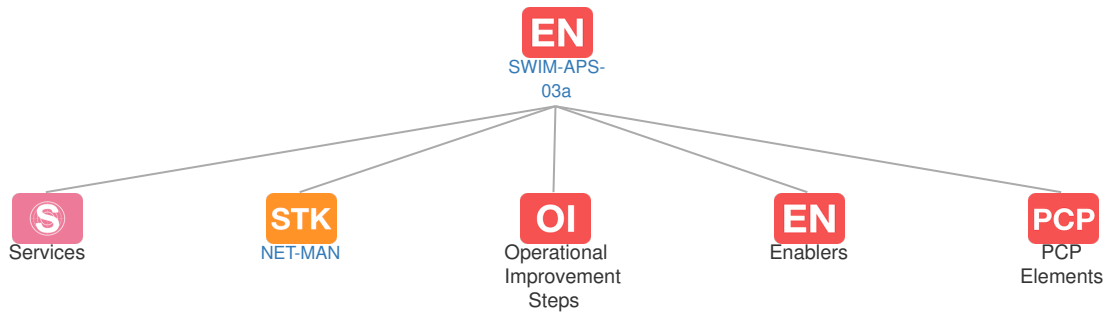 EN
SWIM-APS-
03a
S
STK
OI
EN
PCP
Services
NET-MAN
Operational
Improvement
Steps
Enablers
PCP
Elements